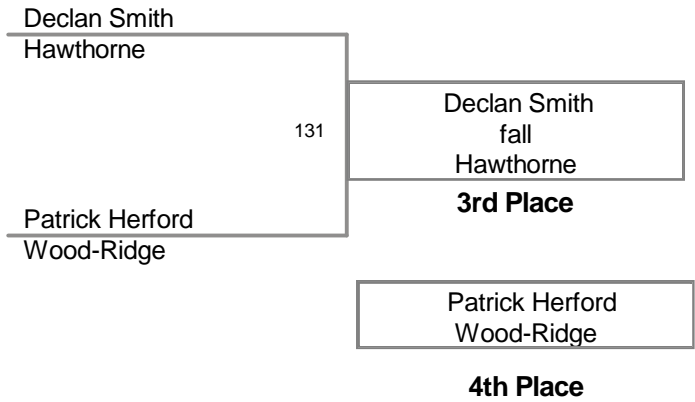 Declan Smith
Hawthorne
131
Declan Smith
fall
Hawthorne
3rd Place
Patrick Herford
Wood-Ridge
Patrick Herford
Wood-Ridge
4th Place